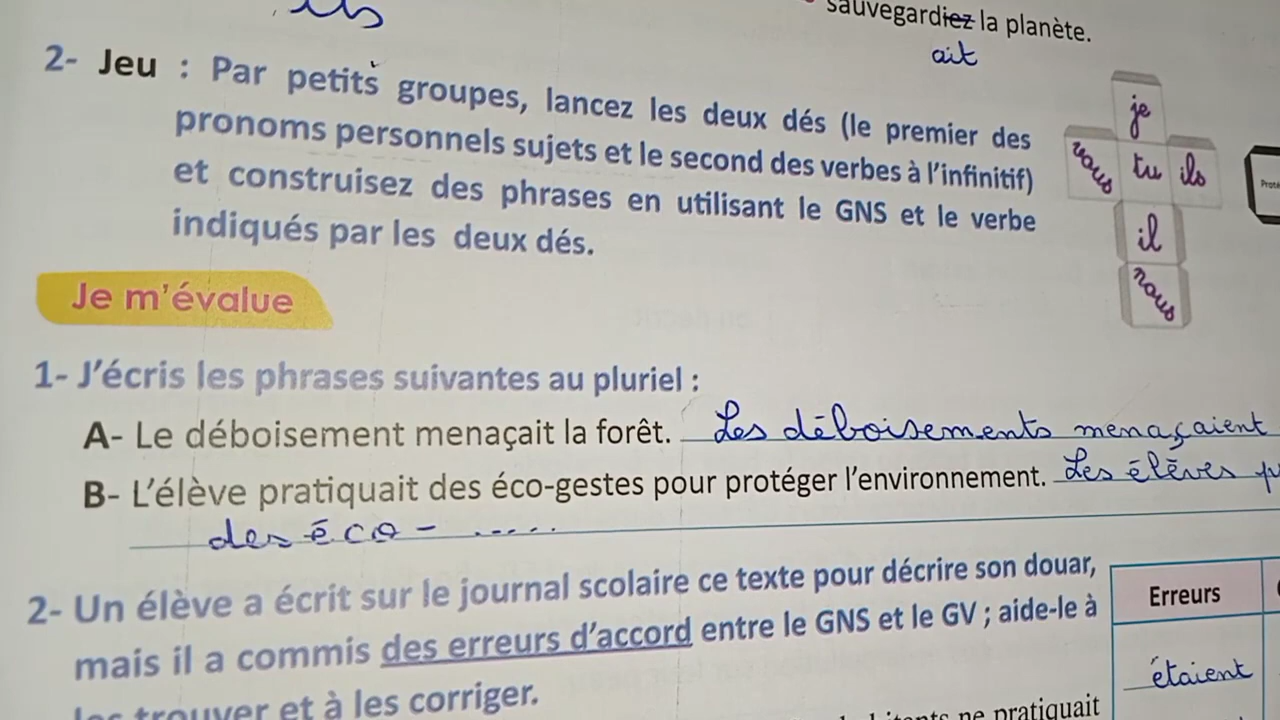 sauvegardiez la planète.
ait
2- Jeu : Par petits groupes, lancez les deux dés (le premier des
pronoms personnels sujets et le second des verbes à l'infinitif)
et construisez des phrases en utilisant le GNS et le verbe
indiqués par les deux dés.
je
vous tu ils
il
nous
Je m'évalue
1- J'écris les phrases suivantes au pluriel :
A- Le déboisement menaçait la forêt. Les déboisements menaçaient
B- L'élève pratiquait des éco-gestes pour protéger l'environnement. Les élèves
des éco- .....
2- Un élève a écrit sur le journal scolaire ce texte pour décrire son douar,
mais il a commis des erreurs d'accord entre le GNS et le GV ; aide-le à
les trouver et à les corriger.
Erreurs
étaient
ne pratiquait